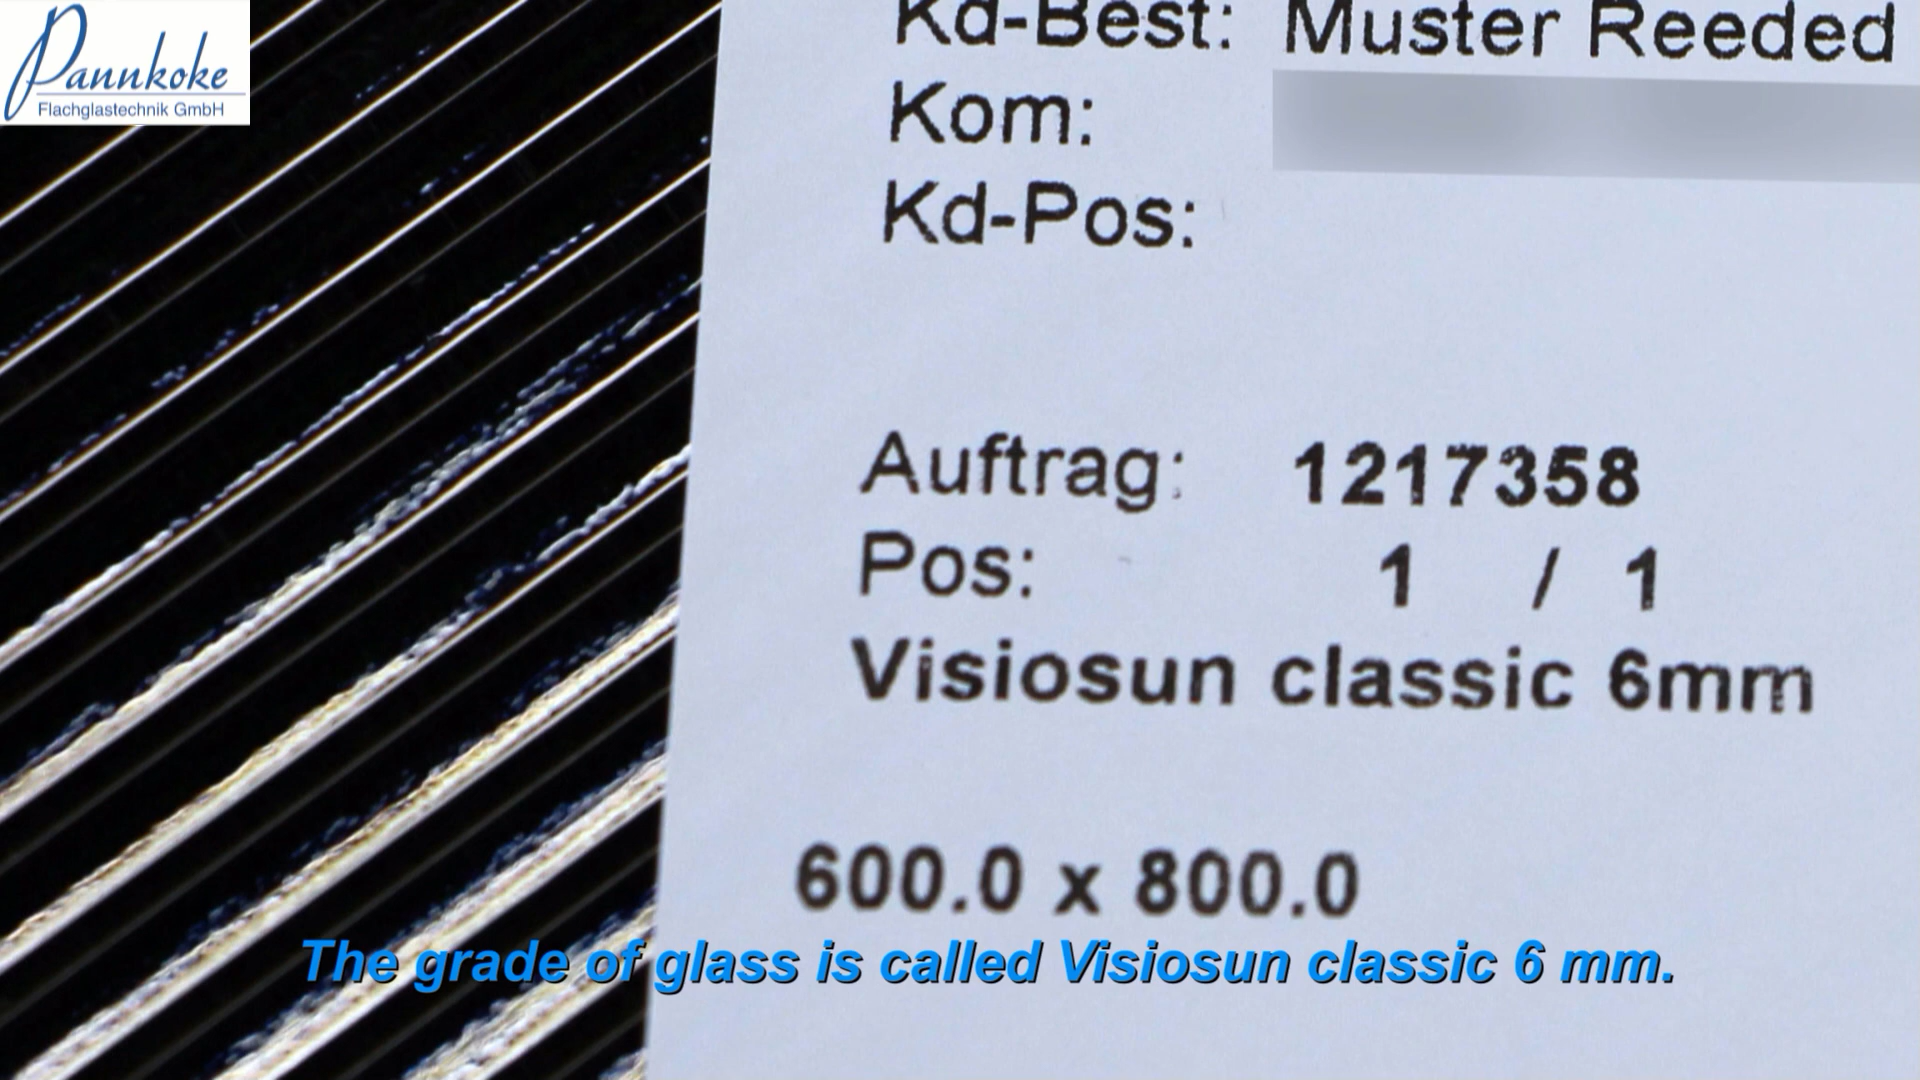 Pannkoke
Flachglastechnik GmbH
Kd-Best: Muster Reeded
Kom:
Kd-Pos:
Auftrag: 1217358
Pos: 1 / 1
Visiosun classic 6mm
600.0 x 800.0
The grade of glass is called Visiosun classic 6 mm.